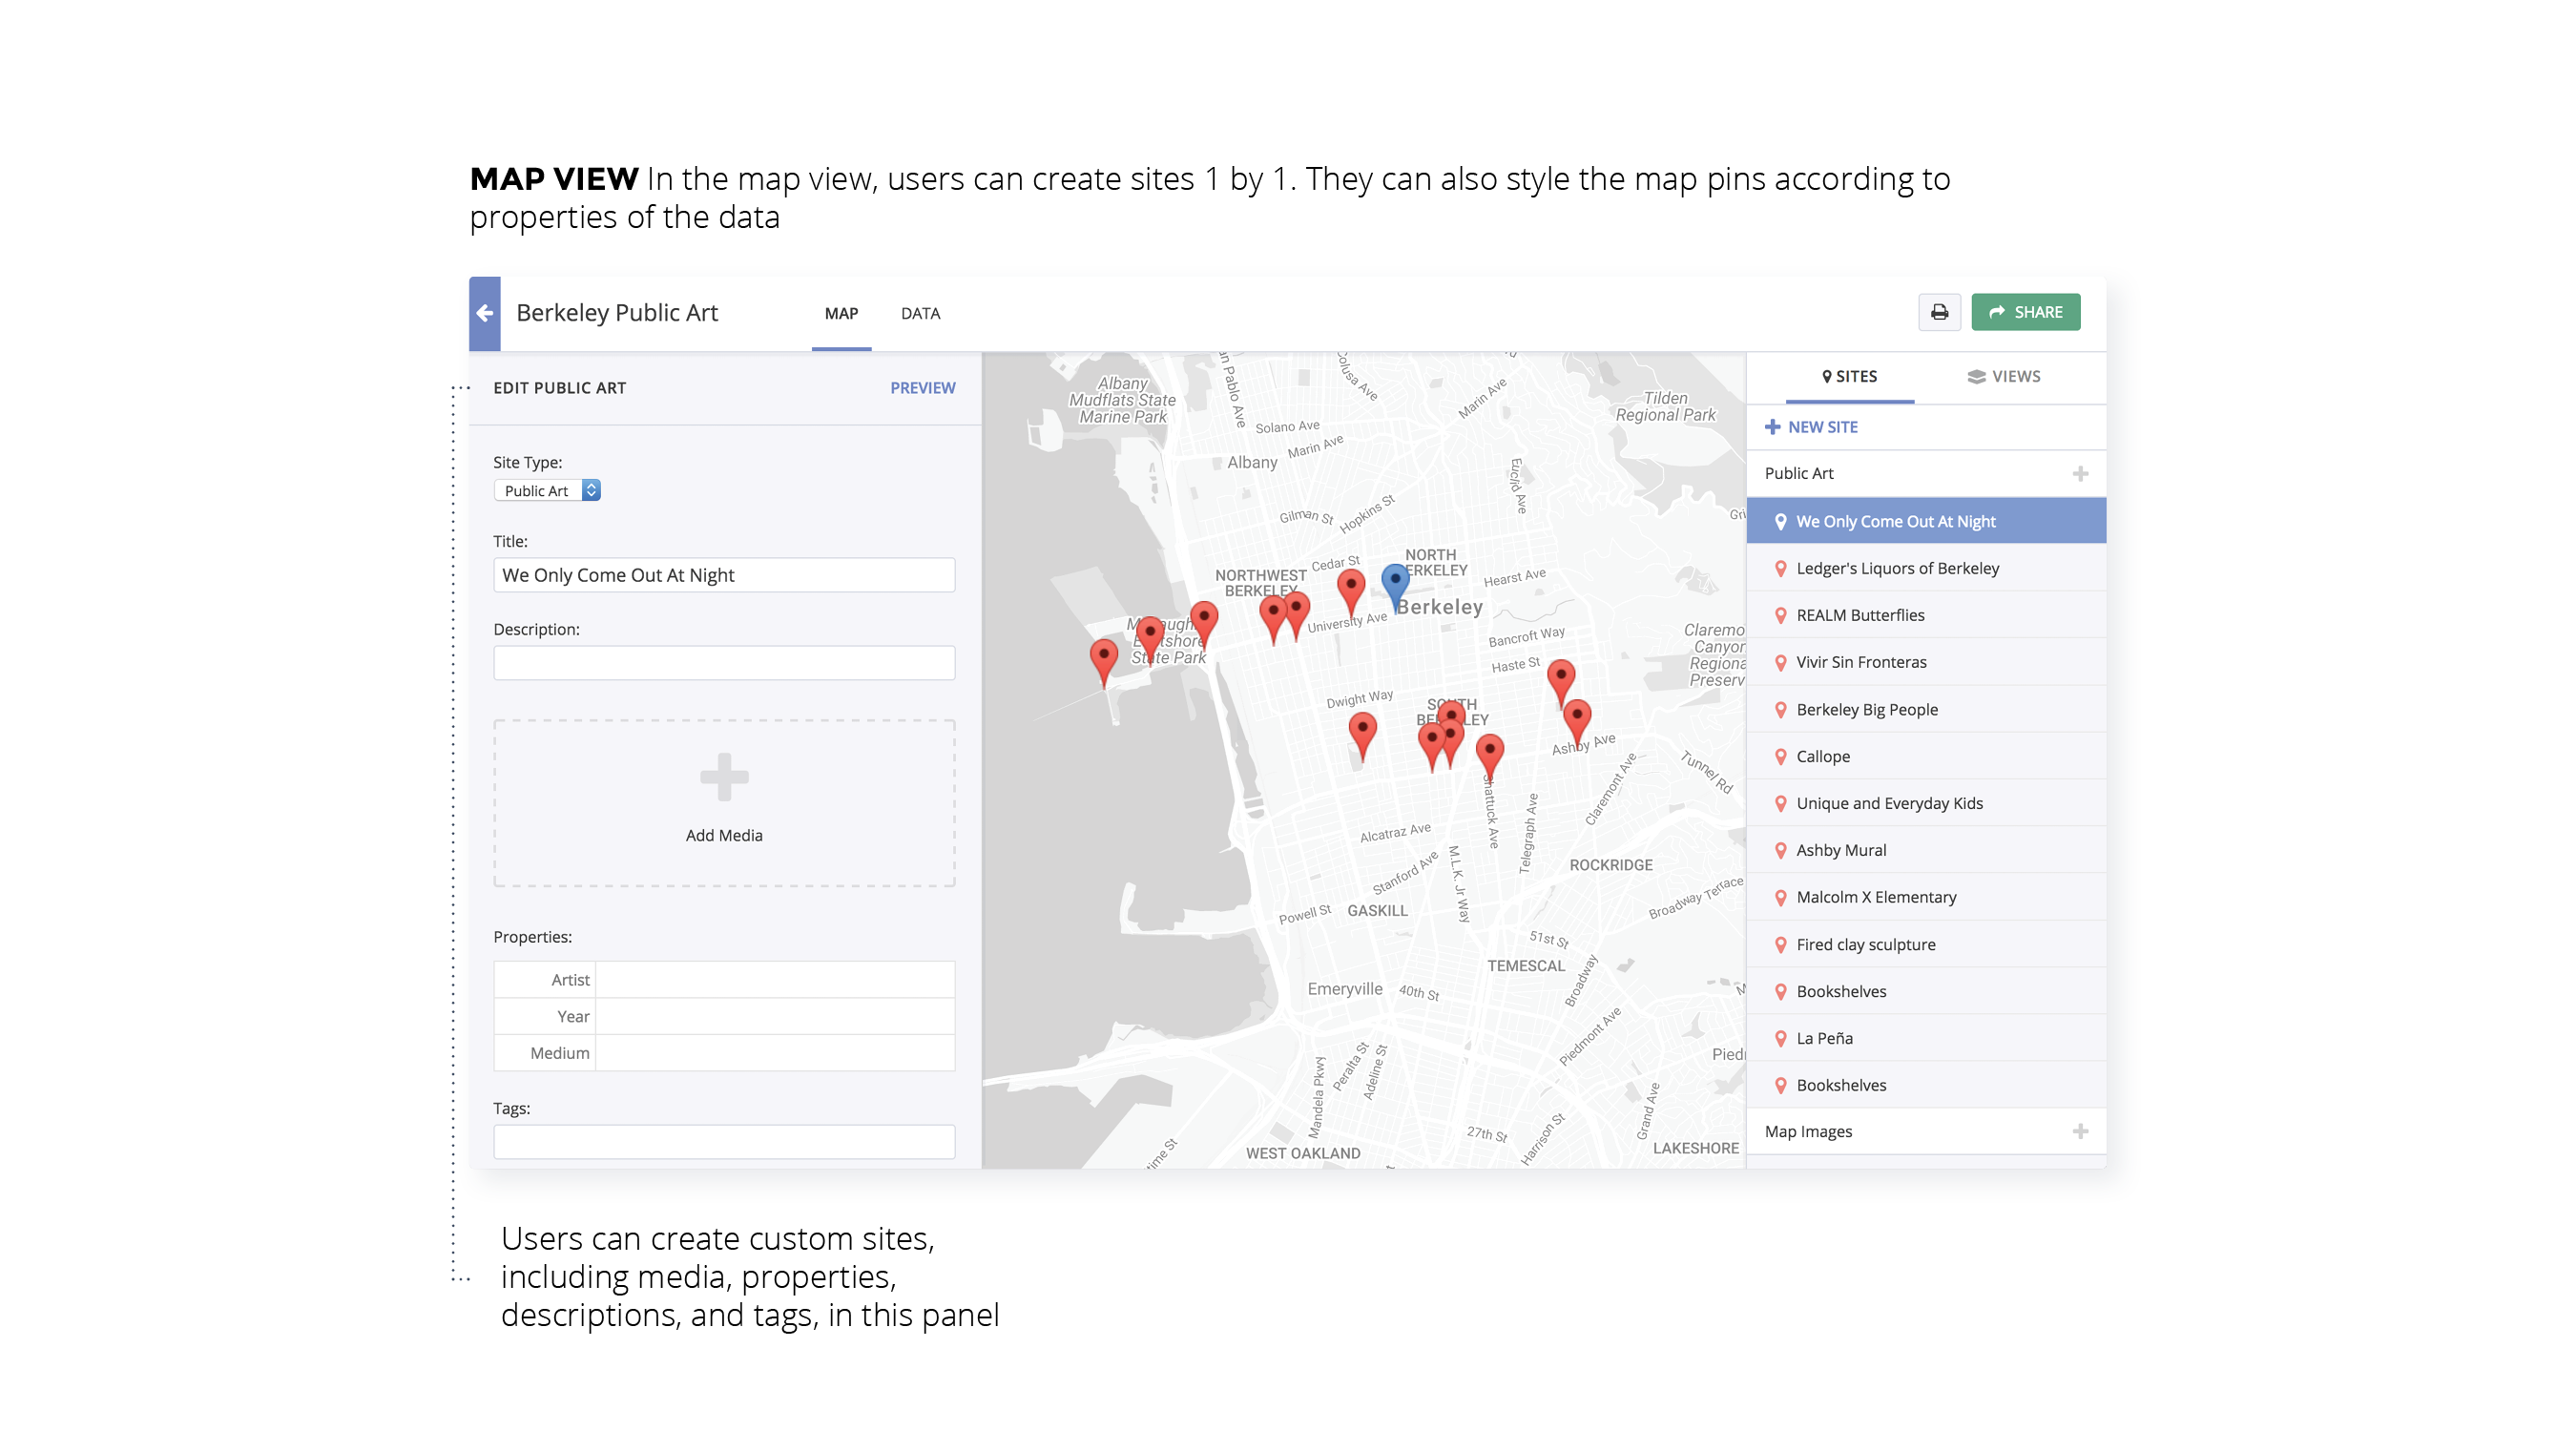 MAP VIEW In the map view, users can create sites 1 by 1. They can also style the map pins according to
properties of the data
Berkeley Public Art
MAP
DATA
SHARE
EDIT PUBLIC ART
PREVIEW
Site Type:
Public Art
Title:
We Only Come Out At Night
Description:
Add Media
Properties:
Artist
Year
Medium
Tags:
Albany
Mudflats State
Marine Park
Colusa Ave
Marin Ave
Tilden
Regional Park
Solano Ave
Marin Ave
Albany
Euclid Ave
Gilman St
Hopkins St
Cedar St
NORTH
BERKELEY
NORTHWEST
BERKELEY
Hearst Ave
Berkeley
University Ave
Bancroft Way
Haste St
State Park
Dwight Way
SOUTH
BERKELEY
Ashby Ave
Tunnel Rd
Claremont Ave
Shattuck Ave
Telegraph Ave
Alcatraz Ave
Stanford Ave
M.L.K. Jr Way
ROCKRIDGE
Broadway Terrace
Powell St
GASKILL
51st St
TEMESCAL
Broadway
Emeryville
40th St
Piedmont Ave
Mandela Pkwy
Peralta St
Adeline St
Grand Ave
27th St
Harrison St
WEST OAKLAND
LAKESHORE
SITES
VIEWS
NEW SITE
Public Art
We Only Come Out At Night
Ledger's Liquors of Berkeley
REALM Butterflies
Vivir Sin Fronteras
Berkeley Big People
Callope
Unique and Everyday Kids
Ashby Mural
Malcolm X Elementary
Fired clay sculpture
Bookshelves
La Peña
Bookshelves
Map Images
Users can create custom sites,
including media, properties,
descriptions, and tags, in this panel